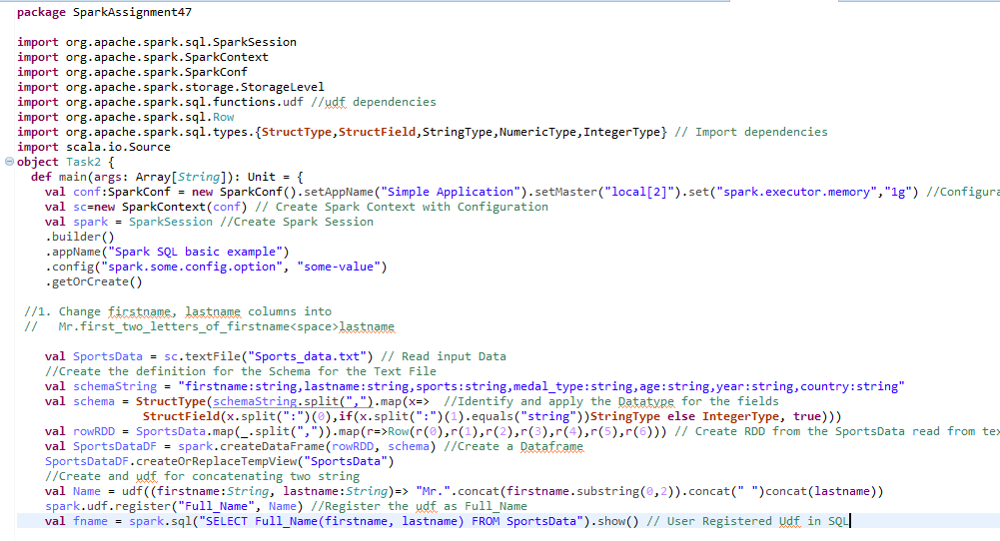 package SparkAssignment47
import org.apache.spark.sql.SparkSession
import org.apache.spark.SparkContext
import org.apache.spark.SparkConf
import org.apache.spark.storage.StorageLevel
import org.apache.spark.sql.functions.udf //udf dependencies
import org.apache.spark.sql.Row
import org.apache.spark.sql.types.{StructType,StructField,StringType,NumericType,IntegerType} // Import dependencies
import scala.io.Source
object Task2 {
def main(args: Array[String]): Unit = {
val conf:SparkConf = new SparkConf().setAppName("Simple Application").setMaster("local[2]").set("spark.executor.memory","1g") //Configura
val sc=new SparkContext(conf) // Create Spark Context with Configuration
val spark = SparkSession //Create Spark Session
.builder()
.appName("Spark SQL basic example")
.config("spark.some.config.option", "some-value")
.getOrCreate()
//1. Change firstname, lastname columns into
// Mr.first_two_letters_of_firstname<space>lastname
val SportsData = sc.textFile("Sports_data.txt") // Read input Data
//Create the definition for the Schema for the Text File
val schemaString = "firstname:string,lastname:string,sports:string,medal_type:string,age:string,year:string,country:string"
val schema = StructType(schemaString.split(",").map(x=> //Identify and apply the Datatype for the fields
StructField(x.split(":")(0),if(x.split(":")(1).equals("string"))StringType else IntegerType, true)))
val rowRDD = SportsData.map(_.split(",")).map(r=>Row(r(0),r(1),r(2),r(3),r(4),r(5),r(6))) // Create RDD from the SportsData read from tex
val SportsDataDF = spark.createDataFrame(rowRDD, schema) //Create a Dataframe
SportsDataDF.createOrReplaceTempView("SportsData")
//Create and udf for concatenating two string
val Name = udf((firstname:String, lastname:String)=> "Mr.".concat(firstname.substring(0,2)).concat(" ")concat(lastname))
spark.udf.register("Full_Name", Name) //Register the udf as Full_Name
val fname = spark.sql("SELECT Full_Name(firstname, lastname) FROM SportsData").show() // User Registered Udf in SQL